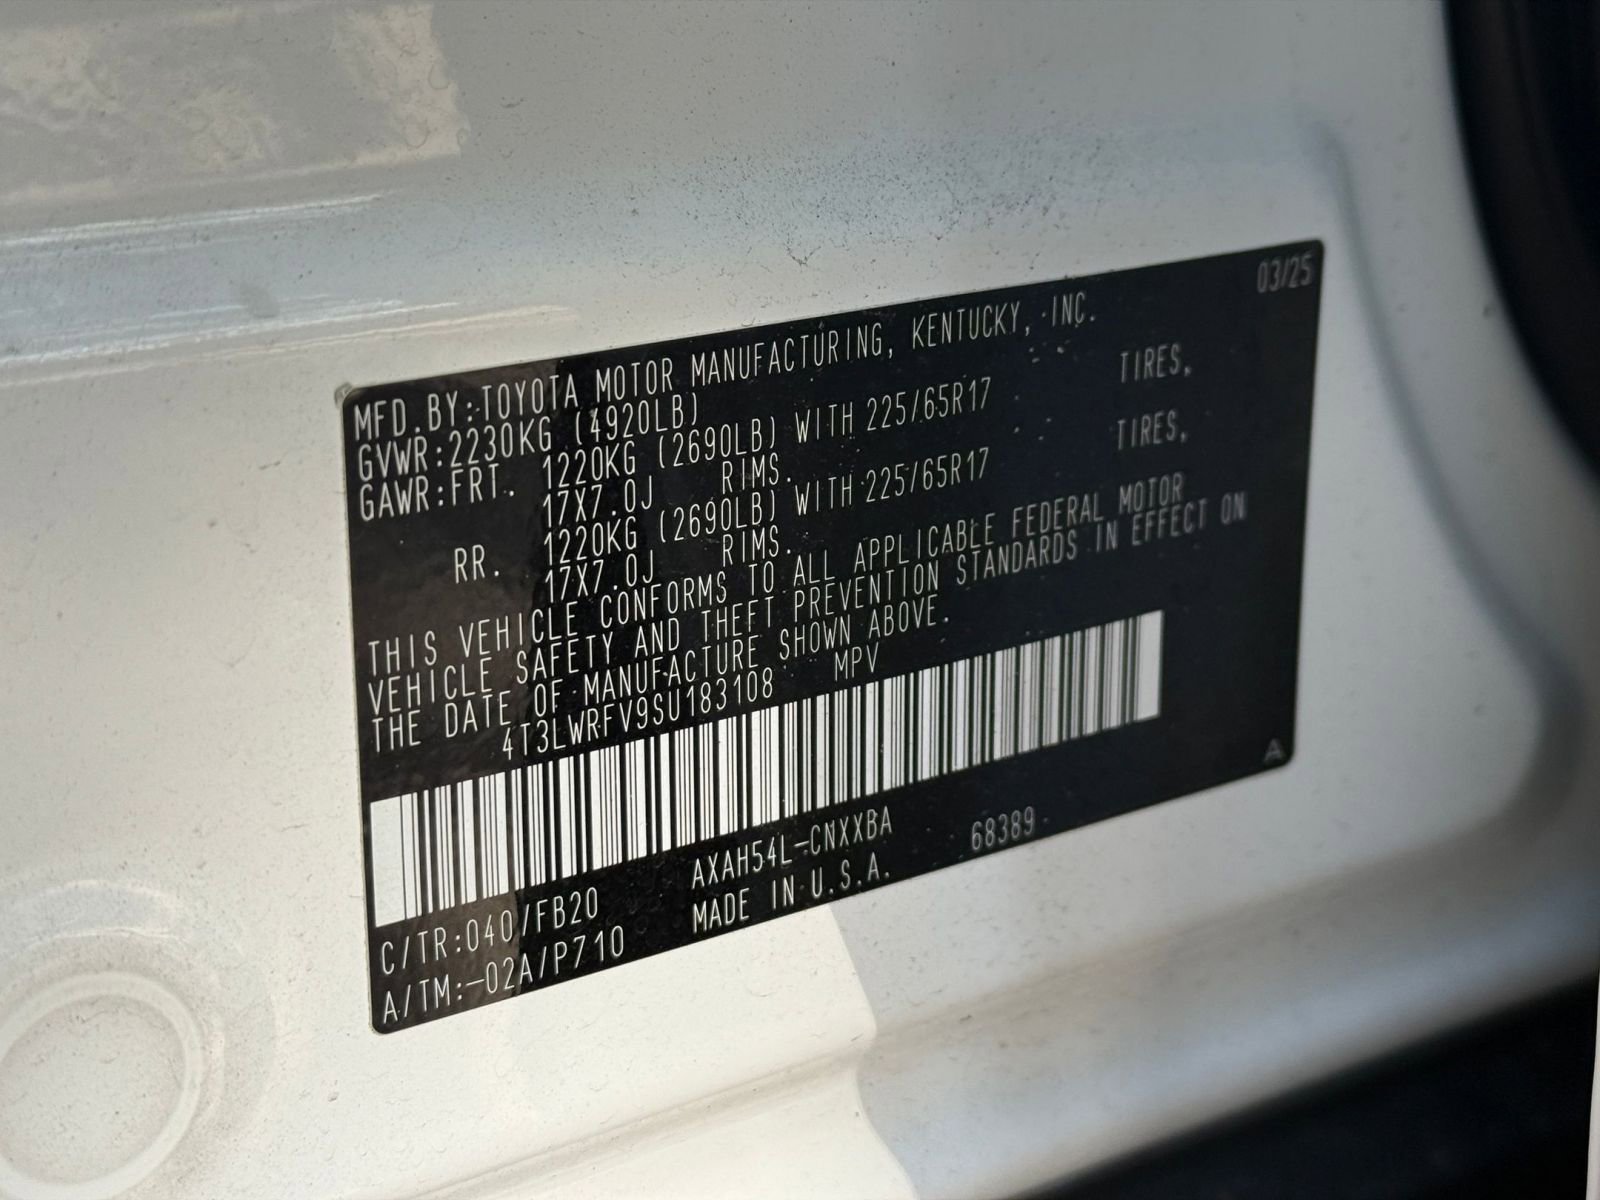 03/25
MFD.BY:TOYOTA MOTOR MANUFACTURING, KENTUCKY, INC.
GVWR:2230KG (4920LB)
GAWR:FRT. 1220KG (2690LB) WITH 225/65R17 TIRES,
17X7.0J RIMS.
RR. 1220KG (2690LB) WITH 225/65R17 TIRES,
17X7.0J RIMS.
THIS VEHICLE CONFORMS TO ALL APPLICABLE FEDERAL MOTOR
VEHICLE SAFETY AND THEFT PREVENTION STANDARDS IN EFFECT ON
THE DATE OF MANUFACTURE SHOWN ABOVE.
4T3LWRFV9SU183108 MPV
A
C/TR:040/FB20 AXAH54L-CNXXBA 68389
A/TM:-02A/P710 MADE IN U.S.A.